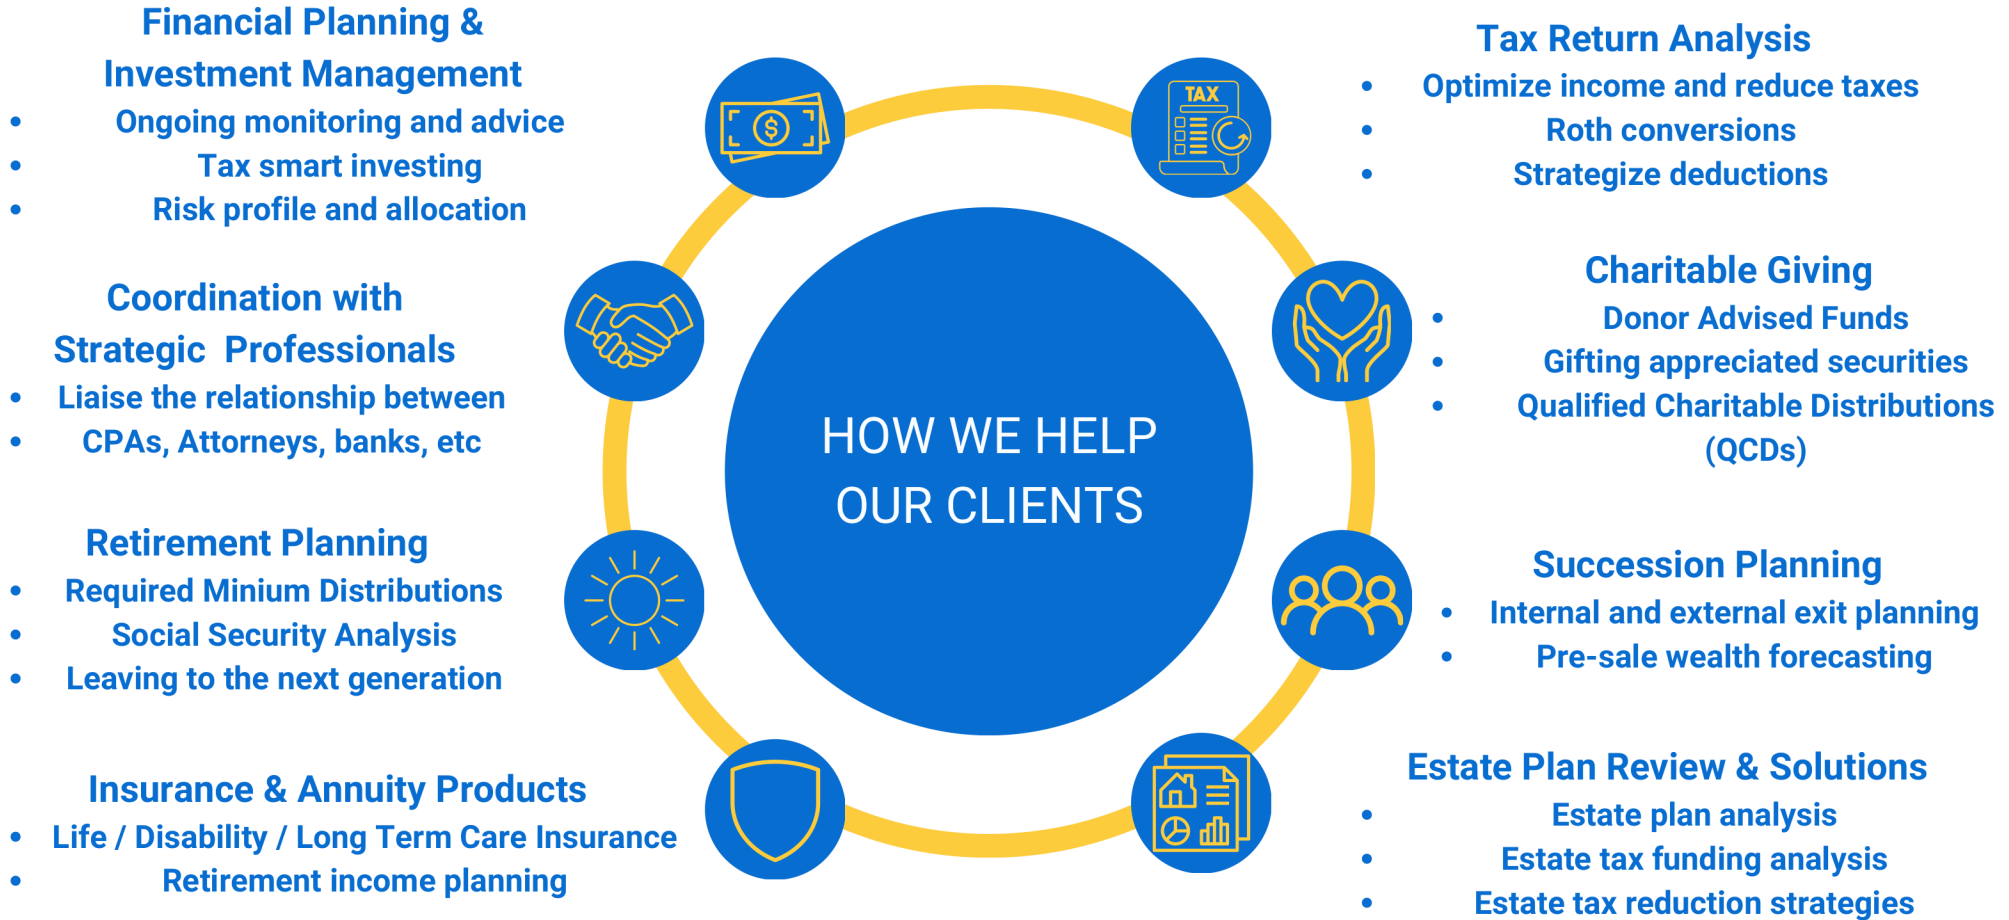 Financial Planning &
Investment Management
• Ongoing monitoring and advice
• Tax smart investing
• Risk profile and allocation
Coordination with
Strategic  Professionals
• Liaise the relationship between
• CPAs, Attorneys, banks, etc
Retirement Planning
• Required Minium Distributions
• Social Security Analysis
• Leaving to the next generation
Insurance & Annuity Products
• Life / Disability / Long Term Care Insurance
• Retirement income planning
$
TAX
HOW WE HELP
OUR CLIENTS
Tax Return Analysis
• Optimize income and reduce taxes
• Roth conversions
• Strategize deductions
Charitable Giving
• Donor Advised Funds
• Gifting appreciated securities
• Qualified Charitable Distributions
(QCDs)
Succession Planning
• Internal and external exit planning
• Pre-sale wealth forecasting
Estate Plan Review & Solutions
• Estate plan analysis
• Estate tax funding analysis
• Estate tax reduction strategies